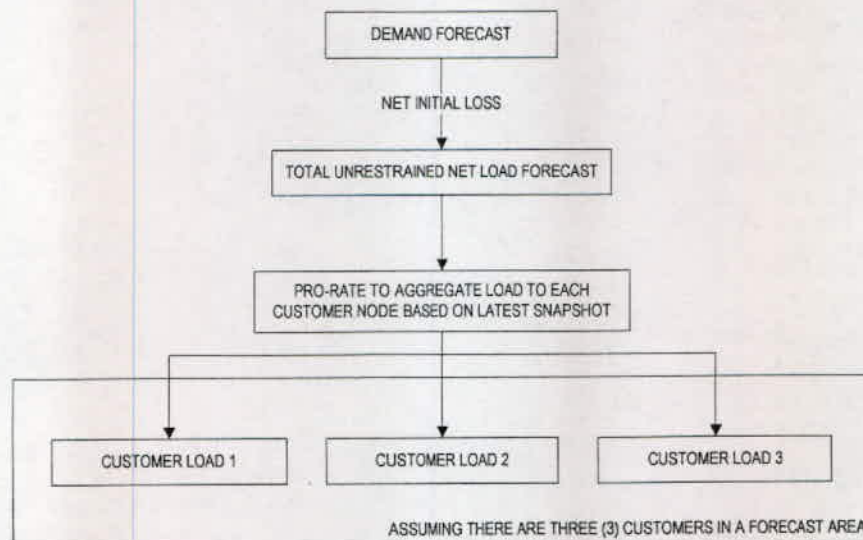 DEMAND FORECAST
NET INITIAL LOSS
TOTAL UNRESTRAINED NET LOAD FORECAST
PRO-RATE TO AGGREGATE LOAD TO EACH
CUSTOMER NODE BASED ON LATEST SNAPSHOT
CUSTOMER LOAD 1
CUSTOMER LOAD 2
CUSTOMER LOAD 3
ASSUMING THERE ARE THREE (3) CUSTOMERS IN A FORECAST AREA